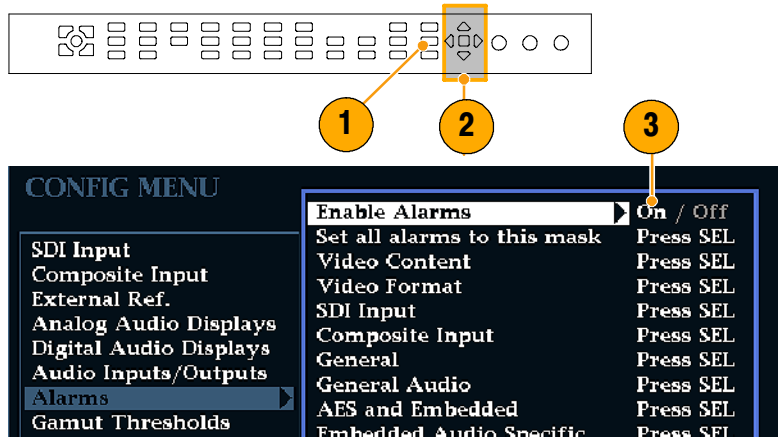 1
2
3
CONFIG MENU
SDI Input
Composite Input
External Ref.
Analog Audio Displays
Digital Audio Displays
Audio Inputs/Outputs
Alarms
Gamut Thresholds
Enable Alarms On / Off
Set all alarms to this mask Press SEL
Video Content Press SEL
Video Format Press SEL
SDI Input Press SEL
Composite Input Press SEL
General Press SEL
General Audio Press SEL
AES and Embedded Press SEL
Embedded Audio Specific Press SEL